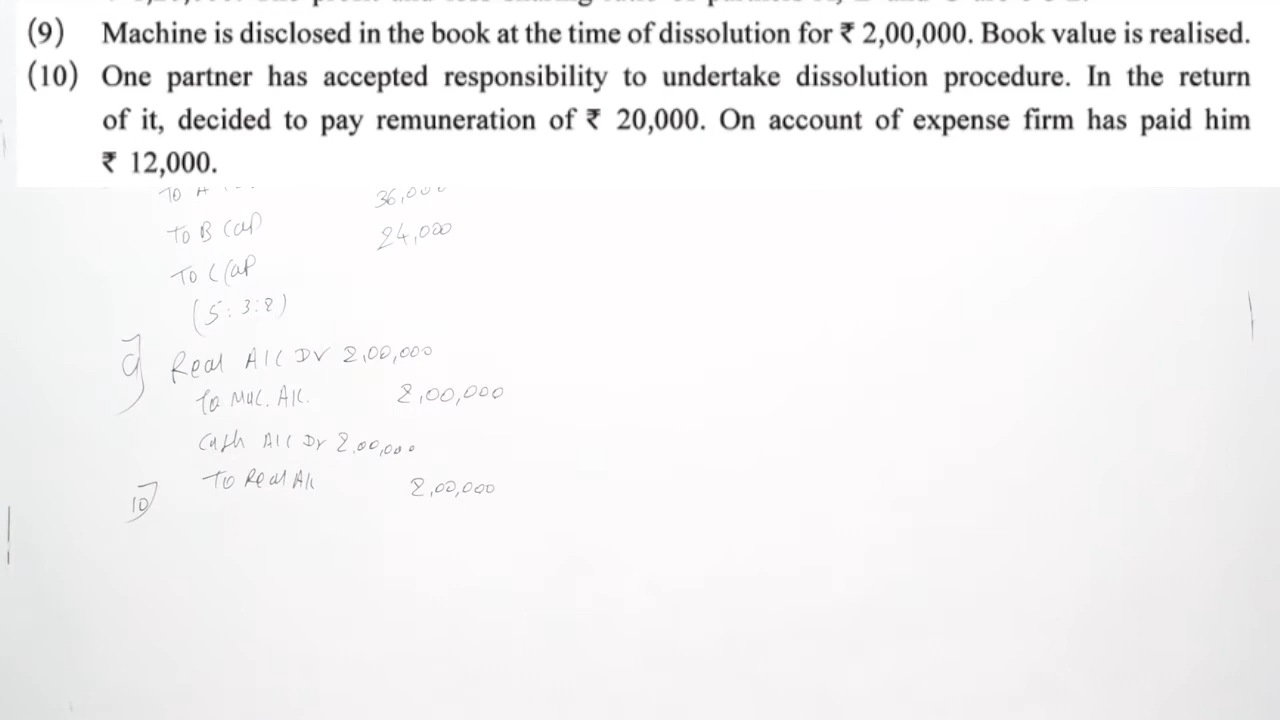 (9) Machine is disclosed in the book at the time of dissolution for ₹ 2,00,000. Book value is realised.
(10) One partner has accepted responsibility to undertake dissolution procedure. In the return
of it, decided to pay remuneration of ₹ 20,000. On account of expense firm has paid him
₹ 12,000.
To A 36,000
To B Cap 24,000
To C Cap
(5:3:2)
9) Real A/c Dr 2,00,000
To Mac. A/c. 2,00,000
Cash A/c Dr 2,00,000
To Real A/c 2,00,000
10)